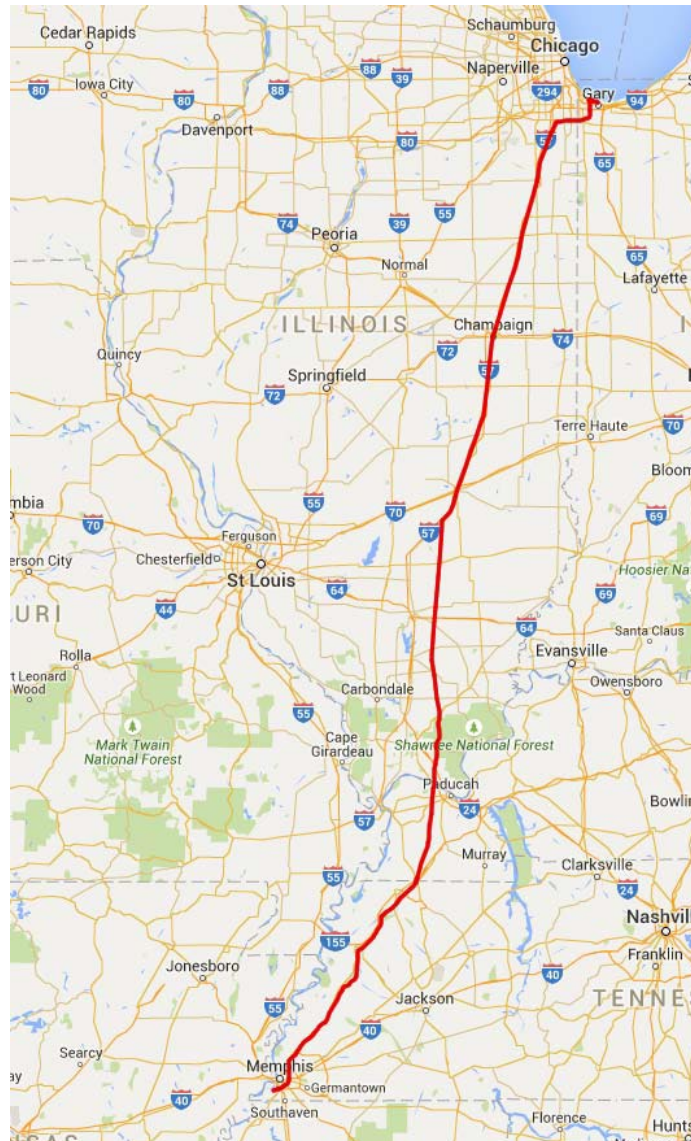 Schaumburg
Cedar Rapids
Chicago
Naperville
88
39
294
Iowa City
80
80
88
Gary
94
Davenport
80
65
74
Peoria
39
55
Normal
65
Lafayette
ILLINOIS
Champaign
Quincy
72
74
57
Springfield
72
Terre Haute
70
Bloom
55
mbia
70
70
69
Ferguson
57
erson City
Chesterfield
St Louis
Hoosier Na
64
69
44
URI
64
Santa Claus
Rolla
Evansville
t Leonard
Wood
Owensboro
Carbondale
55
Mark Twain
National Forest
Cape
Girardeau
Shawnee National Forest
Paducah
24
Bowlin
57
Murray
Clarksville
55
24
Nashvil
155
Franklin
Jonesboro
40
TENNES
55
Jackson
40
Searcy
Memphis
ay
Germantown
40
Southaven
Florence
Hunts